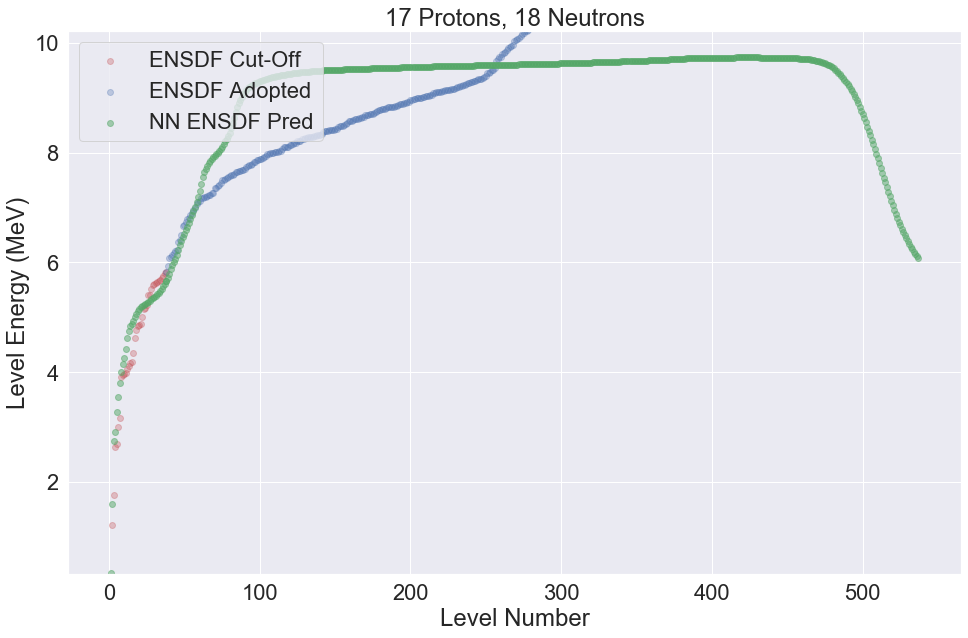 17 Protons, 18 Neutrons
10
8
6
4
2
Level Energy (MeV)
ENSDF Cut-Off
ENSDF Adopted
NN ENSDF Pred
0 100 200 300 400 500
Level Number